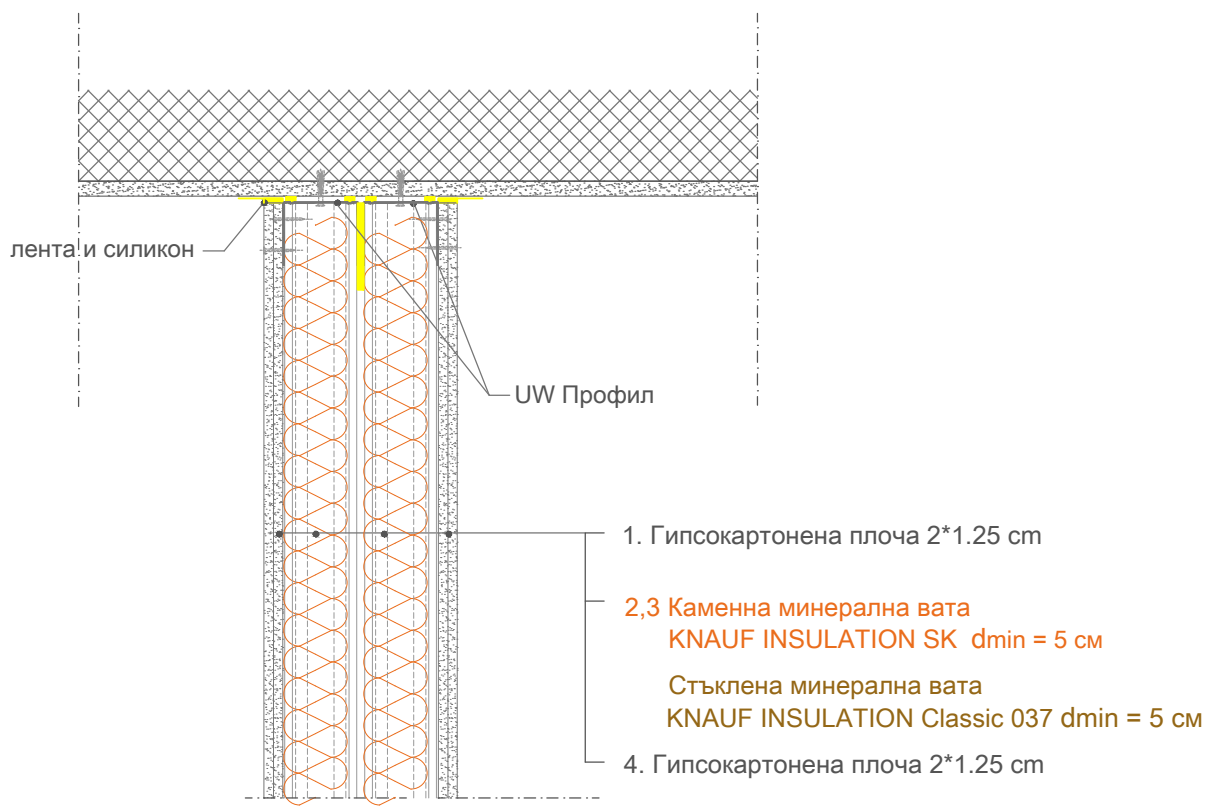 лента и силикон
UW Профил
1. Гипсокартонена плоча 2*1.25 cm
2,3 Каменна минерална вата
KNAUF INSULATION SK dmin = 5 см
Стъклена минерална вата
KNAUF INSULATION Classic 037 dmin = 5 см
4. Гипсокартонена плоча 2*1.25 cm